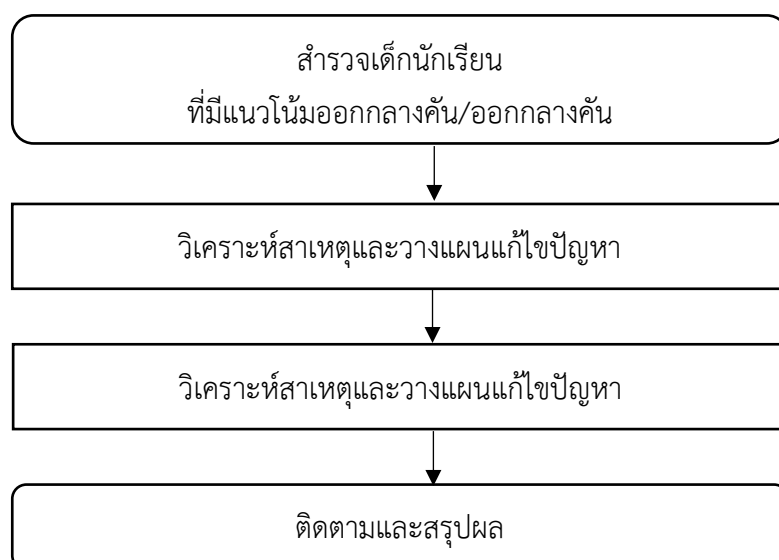 สำรวจเด็กนักเรียน
ที่มีแนวโน้มออกกลางคัน/ออกกลางคัน
วิเคราะห์สาเหตุและวางแผนแก้ไขปัญหา
วิเคราะห์สาเหตุและวางแผนแก้ไขปัญหา
ติดตามและสรุปผล